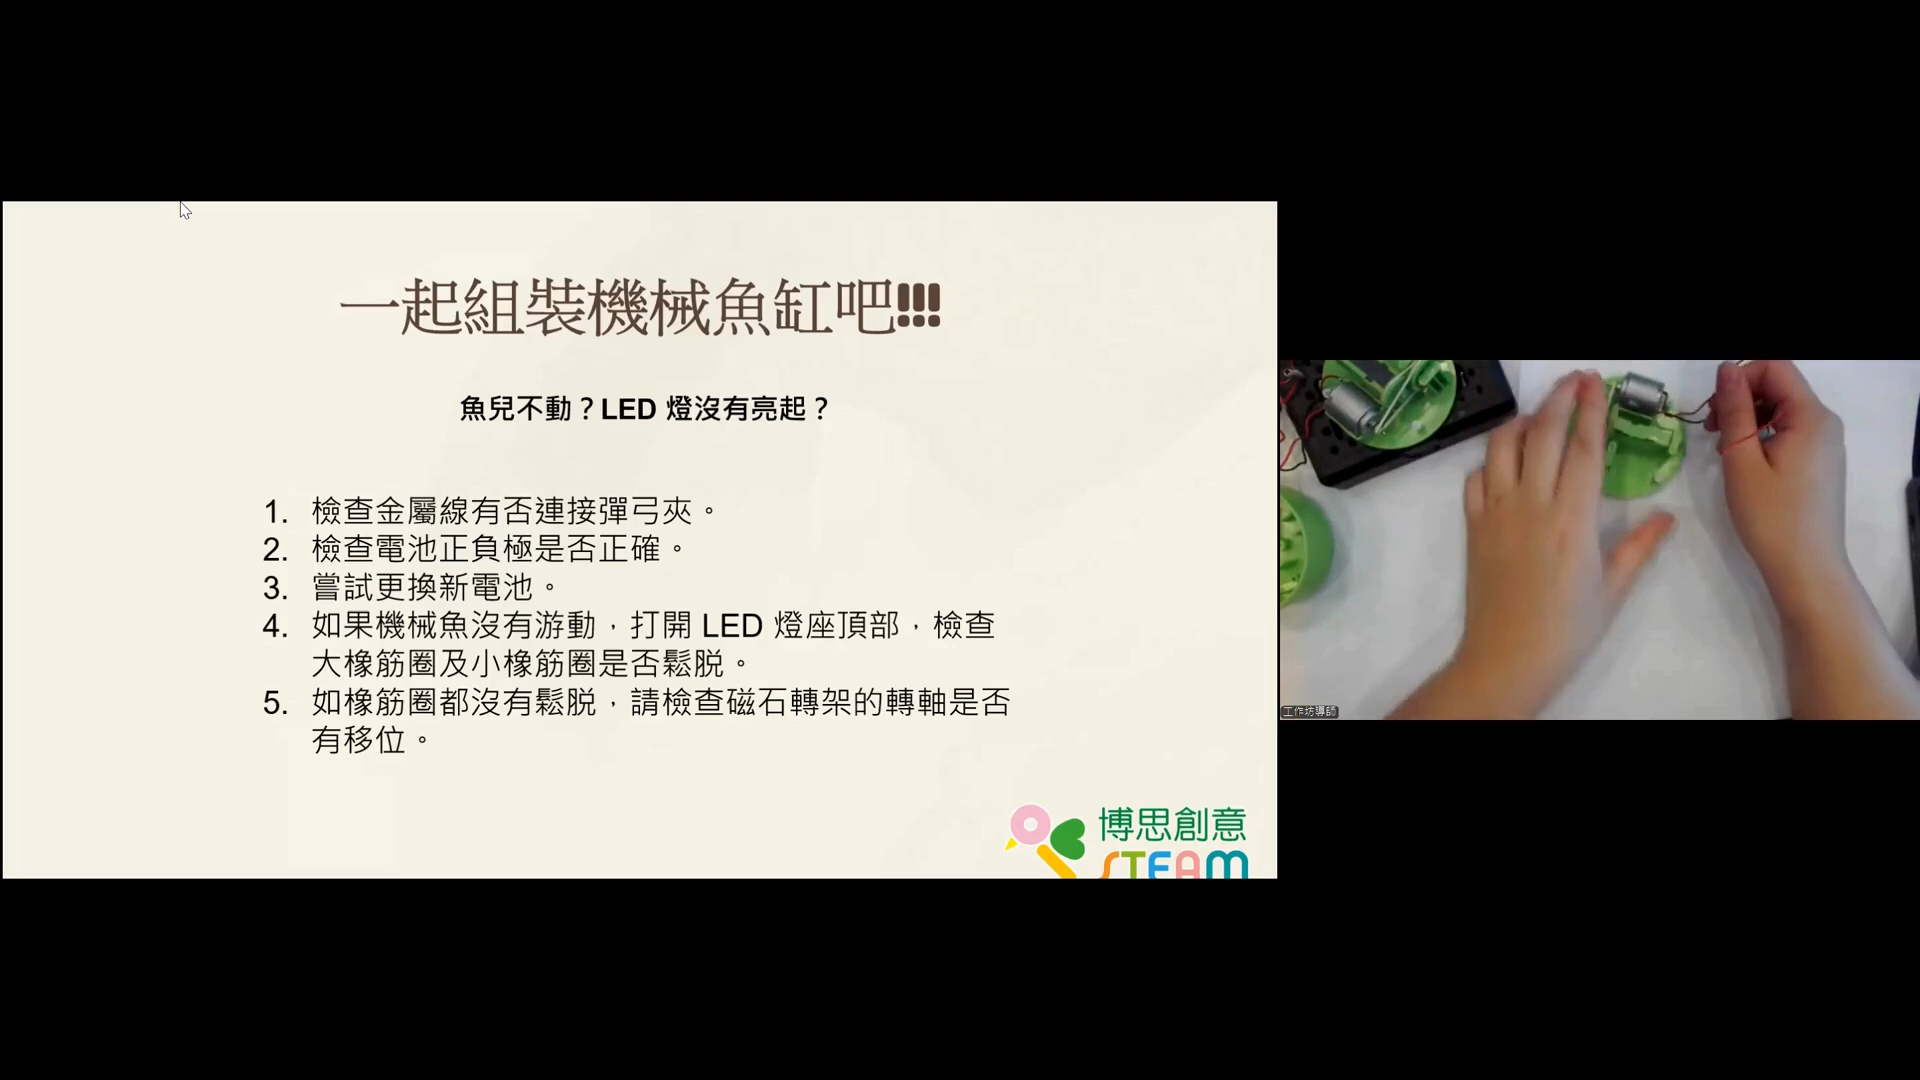 一起組裝機械魚缸吧!!!
魚兒不動？LED 燈沒有亮起？
1. 檢查金屬線有否連接彈弓夾。
2. 檢查電池正負極是否正確。
3. 嘗試更換新電池。
4. 如果機械魚沒有游動，打開 LED 燈座頂部，檢查
大橡筋圈及小橡筋圈是否鬆脱。
5. 如橡筋圈都沒有鬆脱，請檢查磁石轉架的轉軸是否
有移位。
博思創意
STEAM
工作坊導師